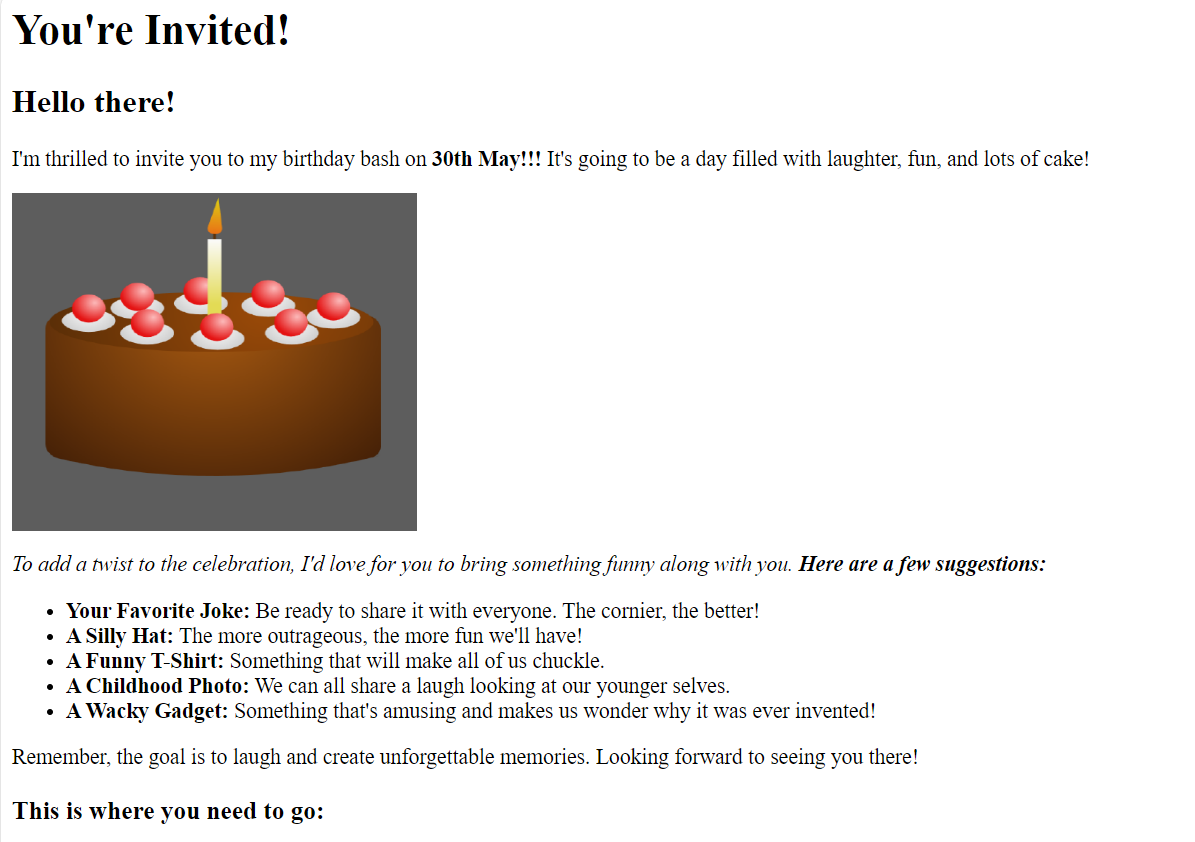 You're Invited!
Hello there!
I'm thrilled to invite you to my birthday bash on 30th May!!! It's going to be a day filled with laughter, fun, and lots of cake!
To add a twist to the celebration, I'd love for you to bring something funny along with you. Here are a few suggestions:
• Your Favorite Joke: Be ready to share it with everyone. The cornier, the better!
• A Silly Hat: The more outrageous, the more fun we'll have!
• A Funny T-Shirt: Something that will make all of us chuckle.
• A Childhood Photo: We can all share a laugh looking at our younger selves.
• A Wacky Gadget: Something that's amusing and makes us wonder why it was ever invented!
Remember, the goal is to laugh and create unforgettable memories. Looking forward to seeing you there!
This is where you need to go: